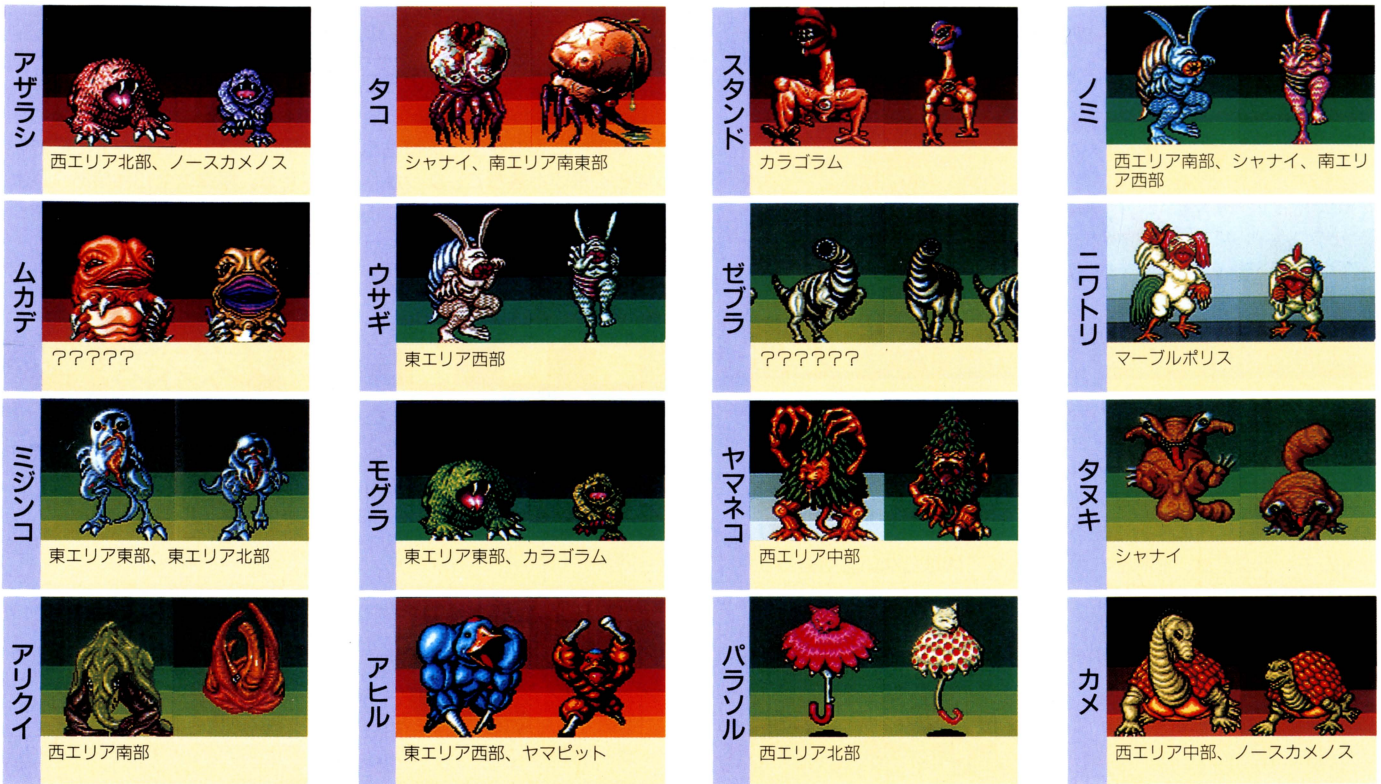 アザラシ
西エリア北部、ノースカメノス
タコ
シャナイ、南エリア南東部
スタンド
カラゴラム
ノミ
西エリア南部、シャナイ、南エリ
ア西部
ムカデ
?????
ウサギ
東エリア西部
ゼブラ
??????
ニワトリ
マーブルポリス
ミジンコ
東エリア東部、東エリア北部
モグラ
東エリア東部、カラゴラム
ヤマネコ
西エリア中部
タヌキ
シャナイ
アリクイ
西エリア南部
アヒル
東エリア西部、ヤマピット
パラソル
西エリア北部
カメ
西エリア中部、ノースカメノス